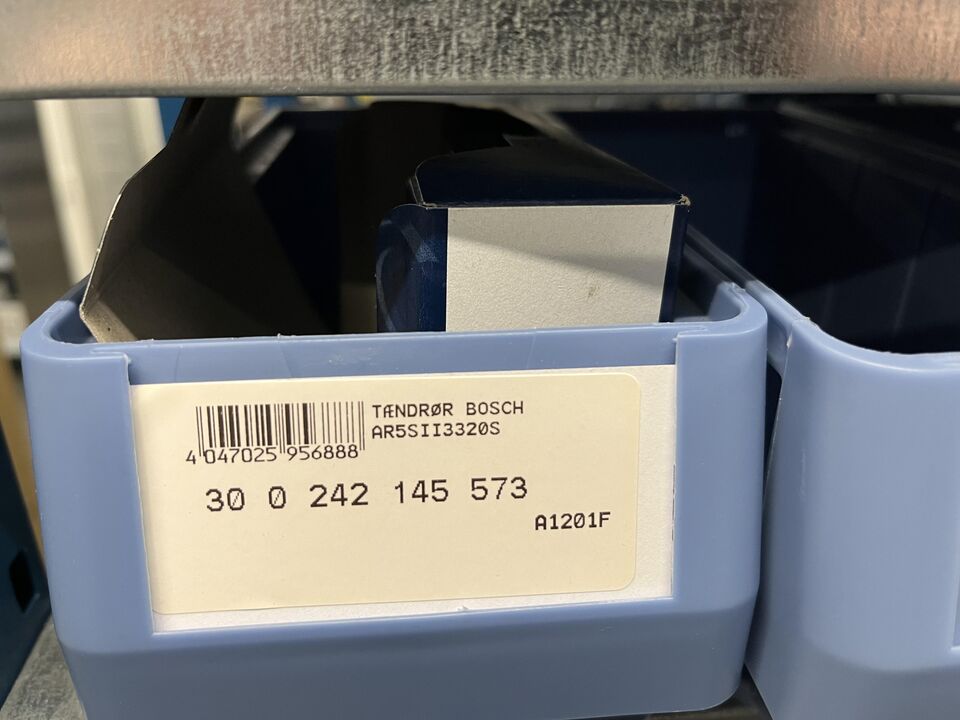 TÆNDRØR BOSCH
AR5SII3320S
4 047025 956888
30 0 242 145 573
A1201F